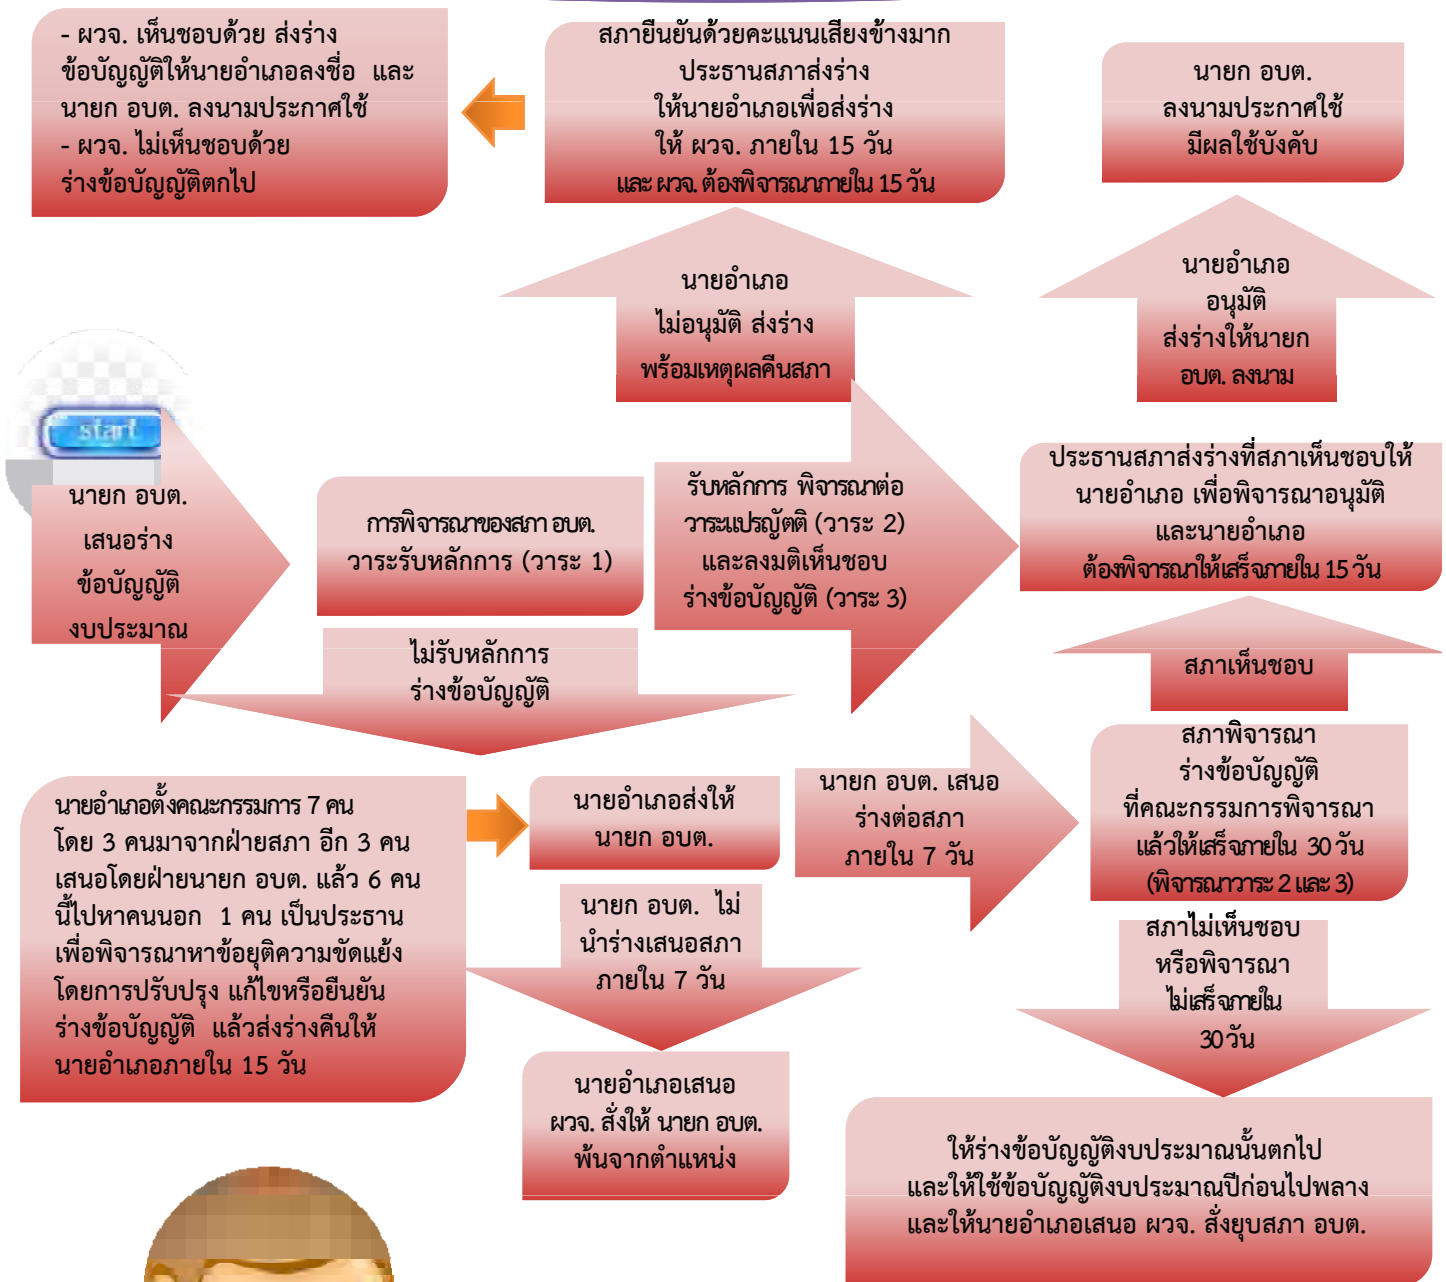 - ผวจ. เห็นชอบด้วย ส่งร่าง
ข้อบัญญัติให้นายอำเภอลงชื่อ และ
นายก อบต. ลงนามประกาศใช้
- ผวจ. ไม่เห็นชอบด้วย
ร่างข้อบัญญัติตกไป
สภายืนยันด้วยคะแนนเสียงข้างมาก
ประธานสภาส่งร่าง
ให้นายอำเภอเพื่อส่งร่าง
ให้ ผวจ. ภายใน 15 วัน
และ ผวจ. ต้องพิจารณาภายใน 15 วัน
นายก อบต.
ลงนามประกาศใช้
มีผลใช้บังคับ
นายอำเภอ
ไม่อนุมัติ ส่งร่าง
พร้อมเหตุผลคืนสภา
นายอำเภอ
อนุมัติ
ส่งร่างให้นายก
อบต. ลงนาม
start
นายก อบต.
เสนอร่าง
ข้อบัญญัติ
งบประมาณ
การพิจารณาของสภา อบต.
วาระรับหลักการ (วาระ 1)
รับหลักการ พิจารณาต่อ
วาระแปรญัตติ (วาระ 2)
และลงมติเห็นชอบ
ร่างข้อบัญญัติ (วาระ 3)
ประธานสภาส่งร่างที่สภาเห็นชอบให้
นายอำเภอ เพื่อพิจารณาอนุมัติ
และนายอำเภอ
ต้องพิจารณาให้เสร็จภายใน 15 วัน
ไม่รับหลักการ
ร่างข้อบัญญัติ
สภาเห็นชอบ
นายอำเภอตั้งคณะกรรมการ 7 คน
โดย 3 คนมาจากฝ่ายสภา อีก 3 คน
เสนอโดยฝ่ายนายก อบต. แล้ว 6 คน
นี้ไปหาคนนอก 1 คน เป็นประธาน
เพื่อพิจารณาหาข้อยุติความขัดแย้ง
โดยการปรับปรุง แก้ไขหรือยืนยัน
ร่างข้อบัญญัติ แล้วส่งร่างคืนให้
นายอำเภอภายใน 15 วัน
นายอำเภอส่งให้
นายก อบต.
นายก อบต. เสนอ
ร่างต่อสภา
ภายใน 7 วัน
สภาพิจารณา
ร่างข้อบัญญัติ
ที่คณะกรรมการพิจารณา
แล้วให้เสร็จภายใน 30 วัน
(พิจารณาวาระ 2 และ 3)
นายก อบต. ไม่
นำร่างเสนอสภา
ภายใน 7 วัน
สภาไม่เห็นชอบ
หรือพิจารณา
ไม่เสร็จภายใน
30 วัน
นายอำเภอเสนอ
ผวจ. สั่งให้ นายก อบต.
พ้นจากตำแหน่ง
ให้ร่างข้อบัญญัติงบประมาณนั้นตกไป
และให้ใช้ข้อบัญญัติงบประมาณปีก่อนไปพลาง
และให้นายอำเภอเสนอ ผวจ. สั่งยุบสภา อบต.